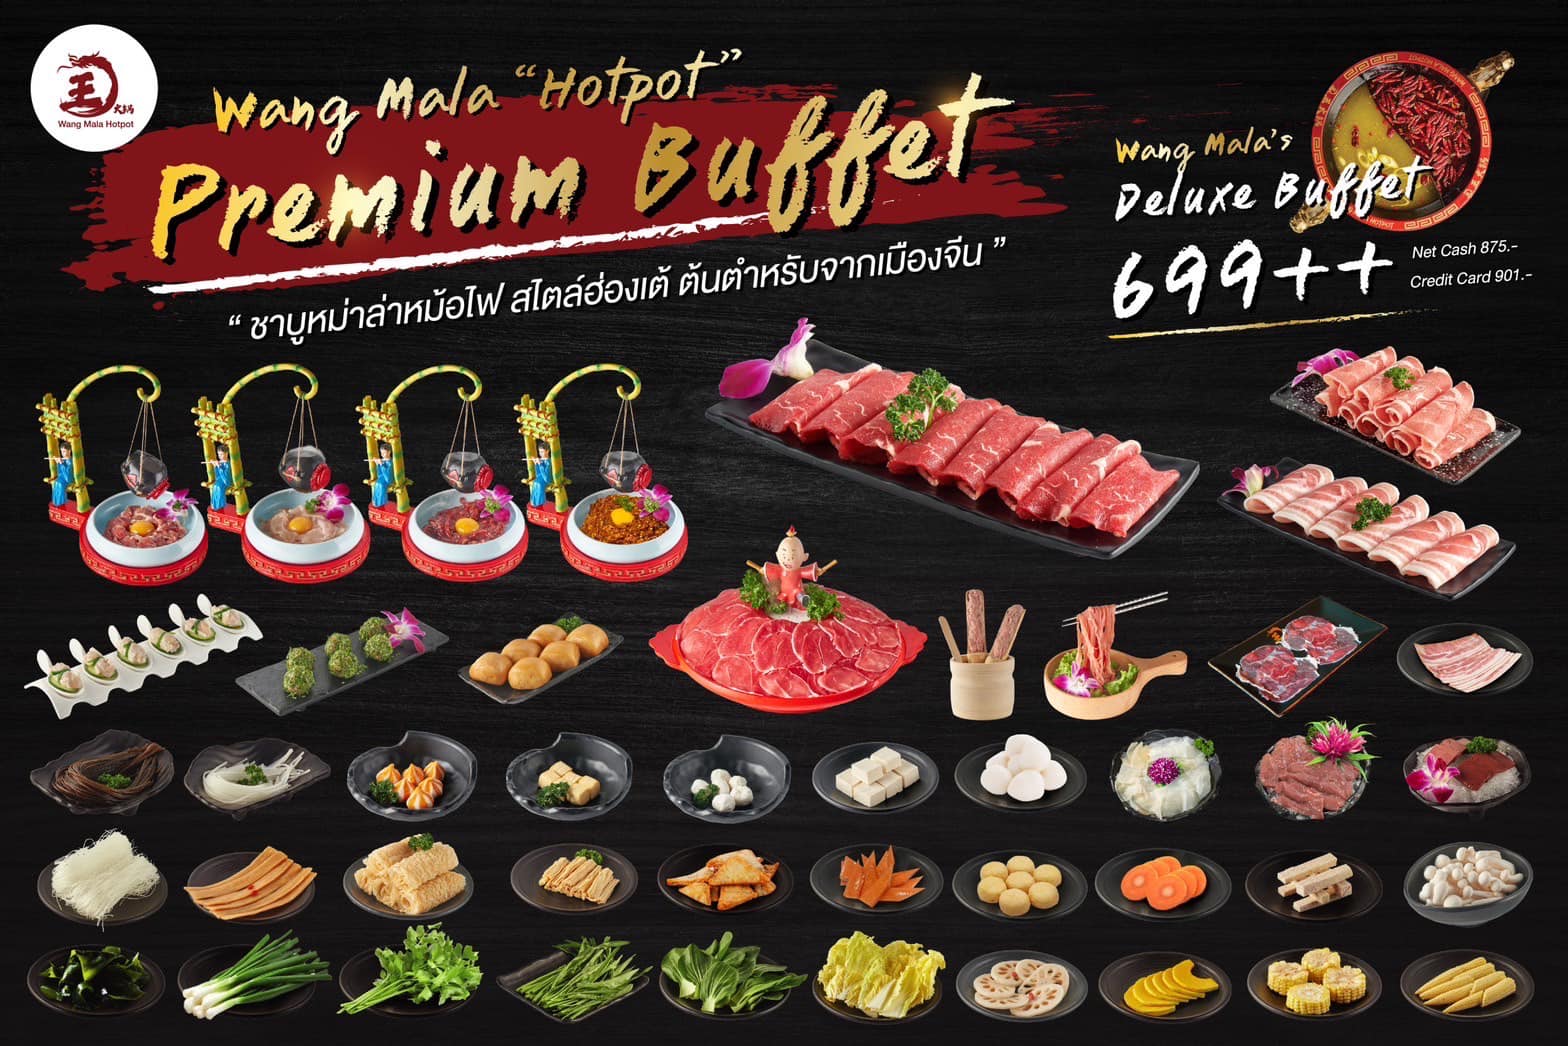 王
火鍋
Wang Mala Hotpot
Wang Mala “Hotpot”
Premium Buffet
“ ชาบูหม่าล่าหม้อไฟ สไตล์ฮ่องเต้ ต้นตำหรับจากเมืองจีน ”
Wang Mala's
Deluxe Buffet
699++
Net Cash 875.-
Credit Card 901.-